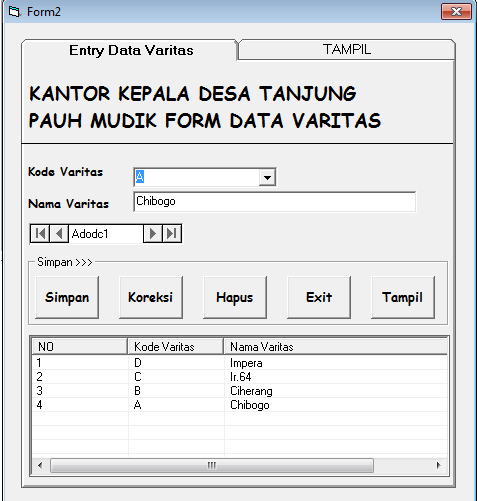 Form2
Entry Data Varitas TAMPIL
KANTOR KEPALA DESA TANJUNG
PAUH MUDIK FORM DATA VARITAS
Kode Varitas A
Nama Varitas Chibogo
Adodc1
Simpan >>>
Simpan Koreksi Hapus Exit Tampil
NO Kode Varitas Nama Varitas
1 D Impera
2 C Ir.64
3 B Ciherang
4 A Chibogo